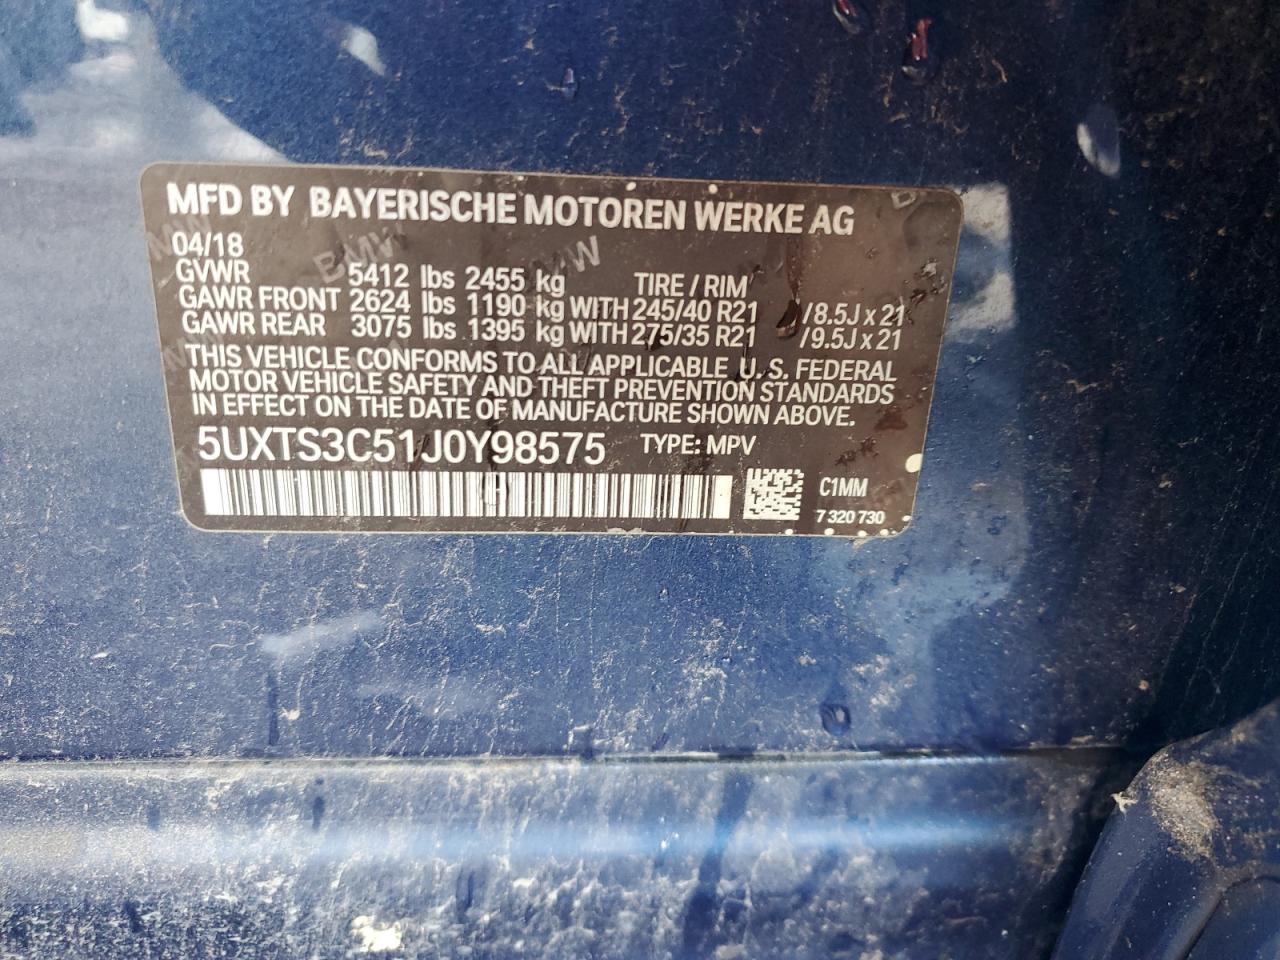 MFD BY BAYERISCHE MOTOREN WERKE AG
04/18
GVWR 5412 lbs 2455 kg TIRE / RIM
GAWR FRONT 2624 lbs 1190 kg WITH 245/40 R21 /8.5J x 21
GAWR REAR 3075 lbs 1395 kg WITH 275/35 R21 /9.5J x 21
THIS VEHICLE CONFORMS TO ALL APPLICABLE U.S. FEDERAL
MOTOR VEHICLE SAFETY AND THEFT PREVENTION STANDARDS
IN EFFECT ON THE DATE OF MANUFACTURE SHOWN ABOVE.
5UXTS3C51J0Y98575 TYPE: MPV
C1MM
7 320 730
BMW